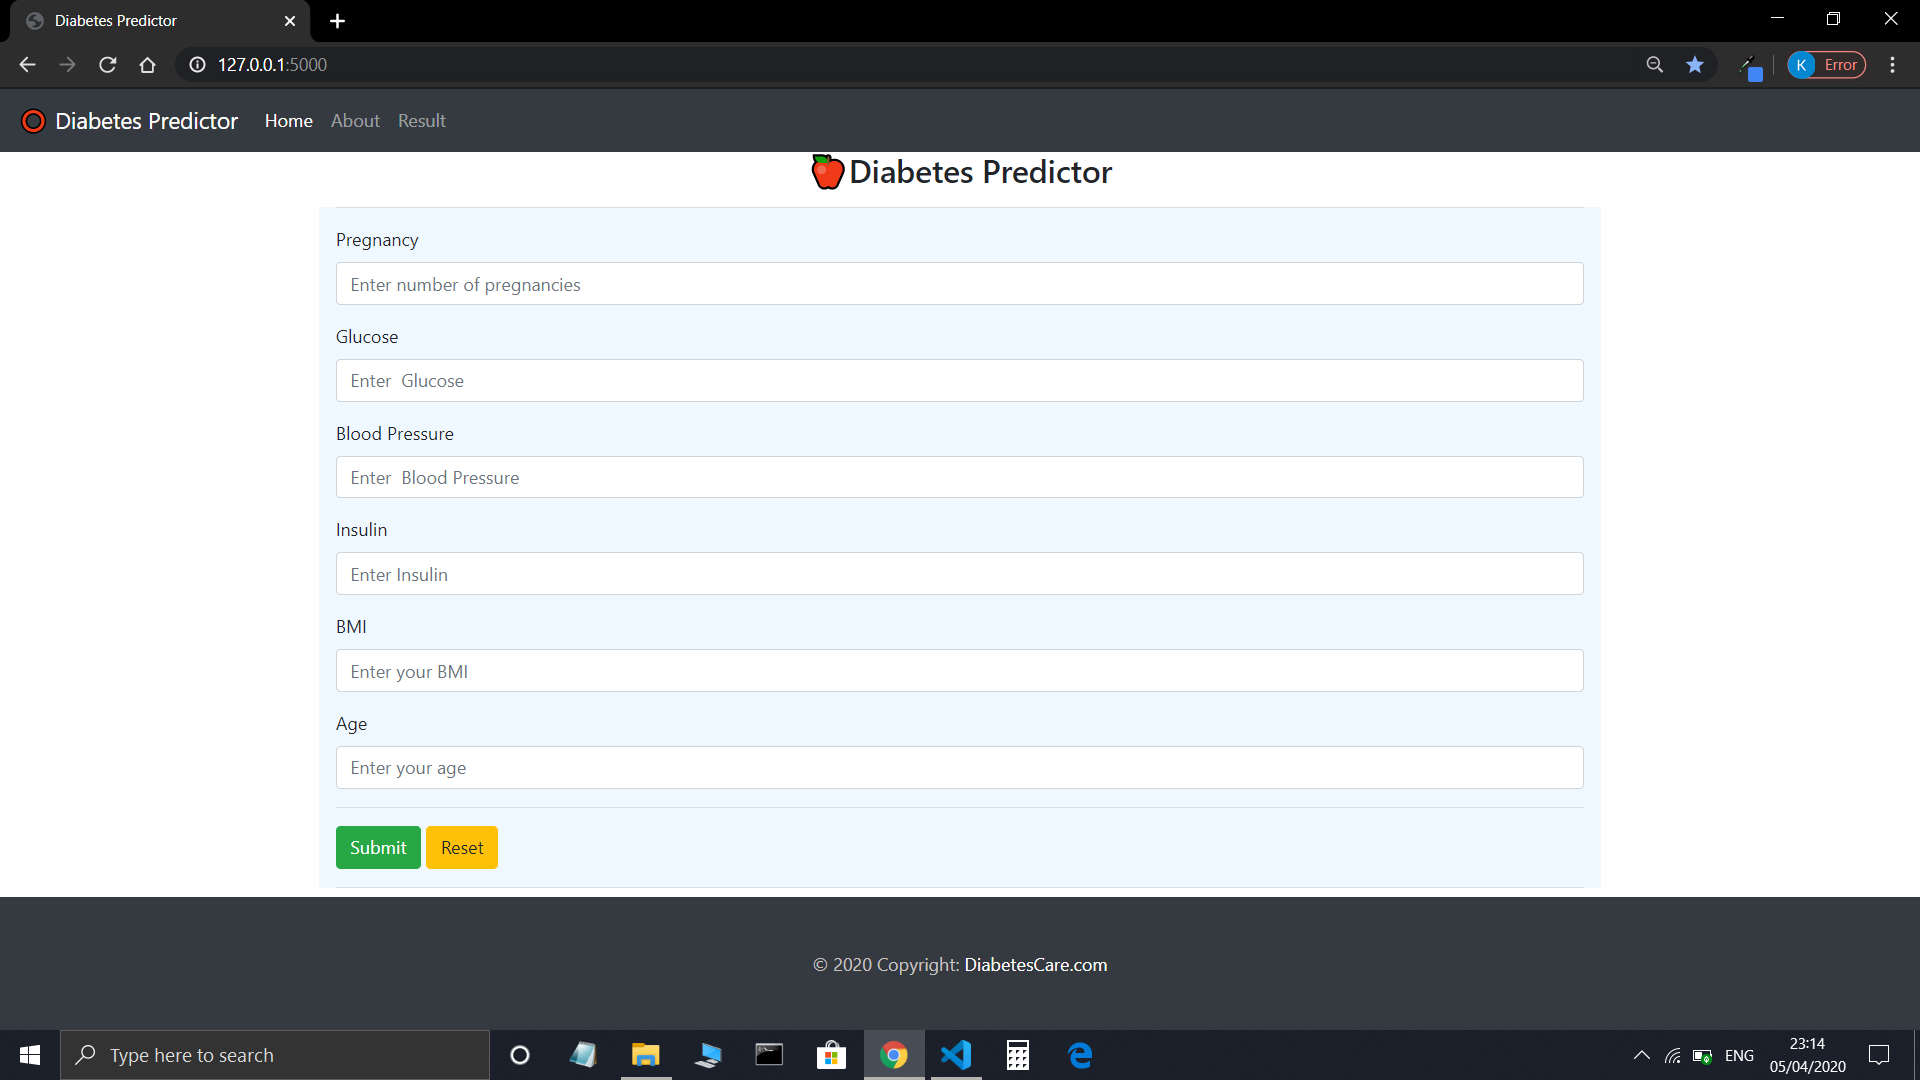 Diabetes Predictor
127.0.0.1:5000
K Error
Diabetes Predictor Home About Result
Diabetes Predictor
Pregnancy
Enter number of pregnancies
Glucose
Enter  Glucose
Blood Pressure
Enter  Blood Pressure
Insulin
Enter Insulin
BMI
Enter your BMI
Age
Enter your age
Submit Reset
© 2020 Copyright: DiabetesCare.com
Type here to search
ENG
23:14
05/04/2020